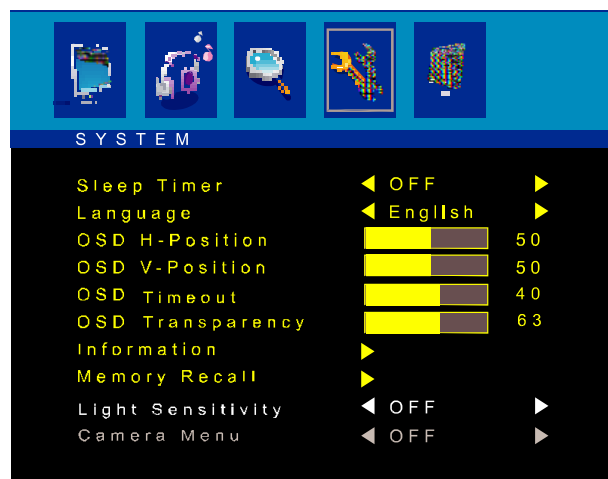 SYSTEM
Sleep Timer OFF
Language English
OSD H-Position 50
OSD V-Position 50
OSD Timeout 40
OSD Transparency 63
Information
Memory Recall
Light Sensitivity OFF
Camera Menu OFF